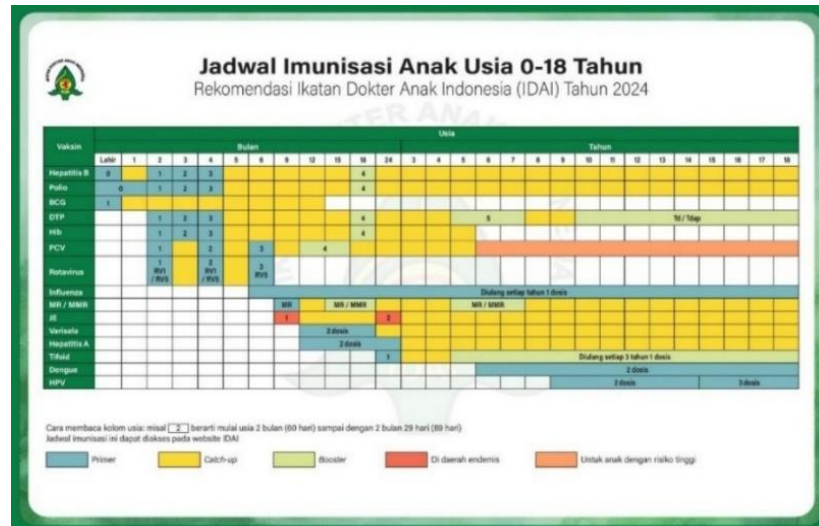 Jadwal Imunisasi Anak Usia 0-18 Tahun
Rekomendasi Ikatan Dokter Anak Indonesia (IDAI) Tahun 2024
Vaksin
Usia
Bulan Tahun
Lahir 1 2 3 4 5 6 9 12 15 18 24 3 4 5 6 7 8 9 10 11 12 13 14 15 16 17 18
Hepatitis B 0 1 2 3 4
Polio 0 1 2 3 4
BCG 1
DTP 1 2 3 4 5 Td / Tdap
Hib 1 2 3 4
PCV 1 2 3 4
Rotavirus 1 RV1 / RV5 2 RV1 / RV5 3 RV5
Influenza Diulang setiap tahun 1 dosis
MR / MMR MR MR / MMR MR / MMR
JE 1 2
Varisela 2 dosis
Hepatitis A 2 dosis
Tifoid 1 Diulang setiap 3 tahun 1 dosis
Dengue 2 dosis
HPV 2 dosis 3 dosis
Cara membaca kolom usia: misal 2 berarti mulai usia 2 bulan (60 hari) sampai dengan 2 bulan 29 hari (89 hari)
Jadwal imunisasi ini dapat diakses pada website IDAI
Primer Catch-up Booster Di daerah endemis Untuk anak dengan risiko tinggi